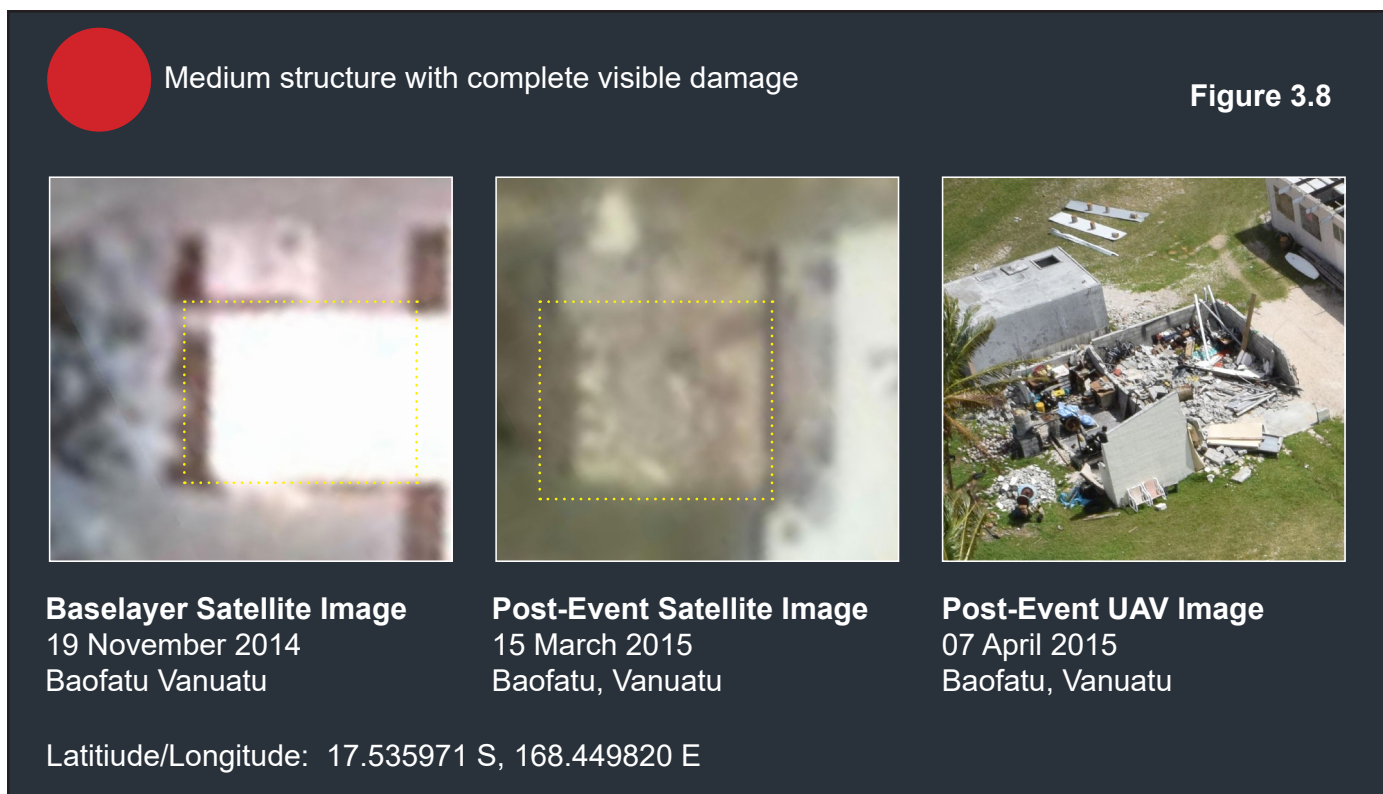 Medium structure with complete visible damage
Figure 3.8
Baselayer Satellite Image
19 November 2014
Baofatu Vanuatu
Post-Event Satellite Image
15 March 2015
Baofatu, Vanuatu
Post-Event UAV Image
07 April 2015
Baofatu, Vanuatu
Latitiude/Longitude:  17.535971 S, 168.449820 E